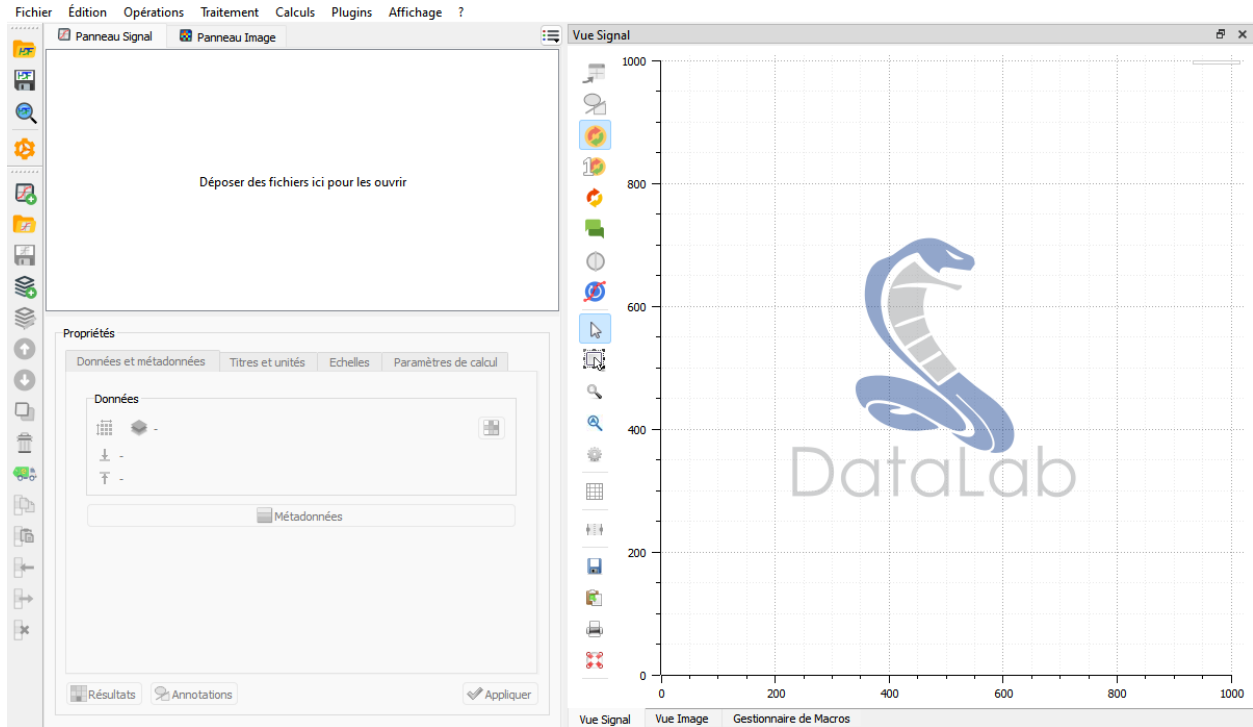 Fichier Édition Opérations Traitement Calculs Plugins Affichage ?
Panneau Signal Panneau Image
Déposer des fichiers ici pour les ouvrir
Propriétés
Données et métadonnées Titres et unités Echelles Paramètres de calcul
Données
-
-
-
Métadonnées
Résultats Annotations Appliquer
Vue Signal
1000
800
600
400
200
0
0 200 400 600 800 1000
DataLab
Vue Signal Vue Image Gestionnaire de Macros